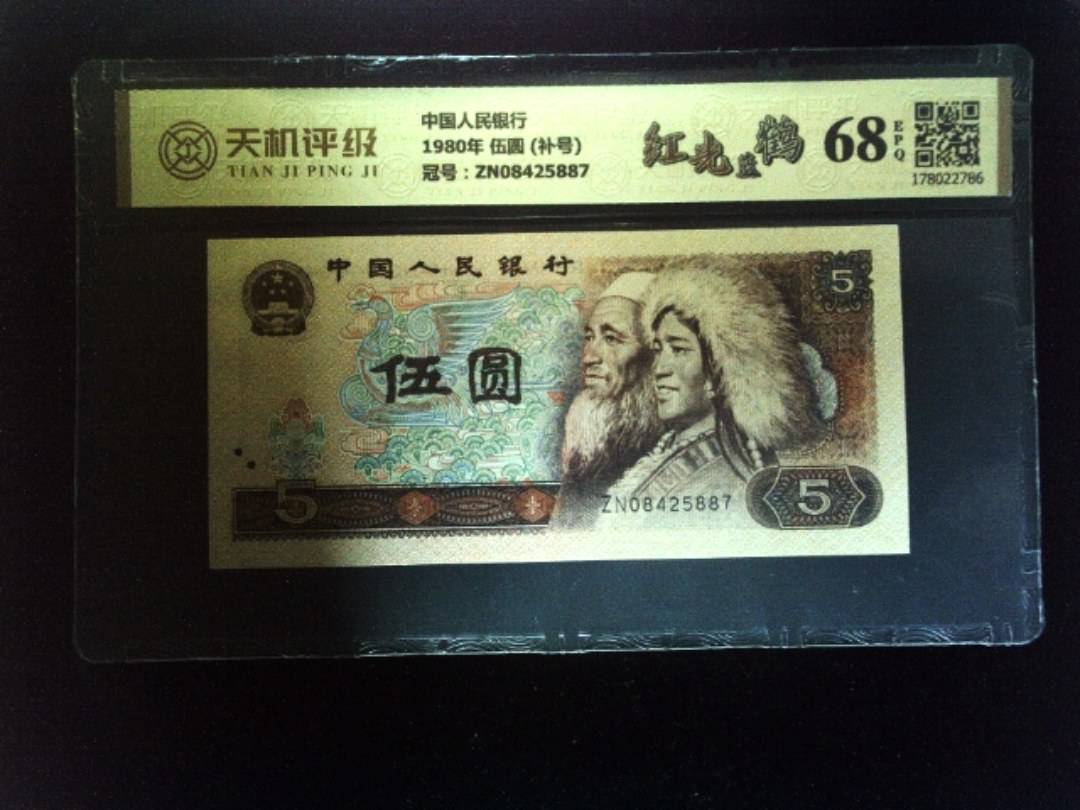 天机评级
TIAN JI PING JI
中国人民银行
1980年 伍圆 (补号)
冠号：ZN08425887
红光蓝鹤
68
EPQ
178022786
中国人民银行
5
伍圆
5
ZN08425887
5